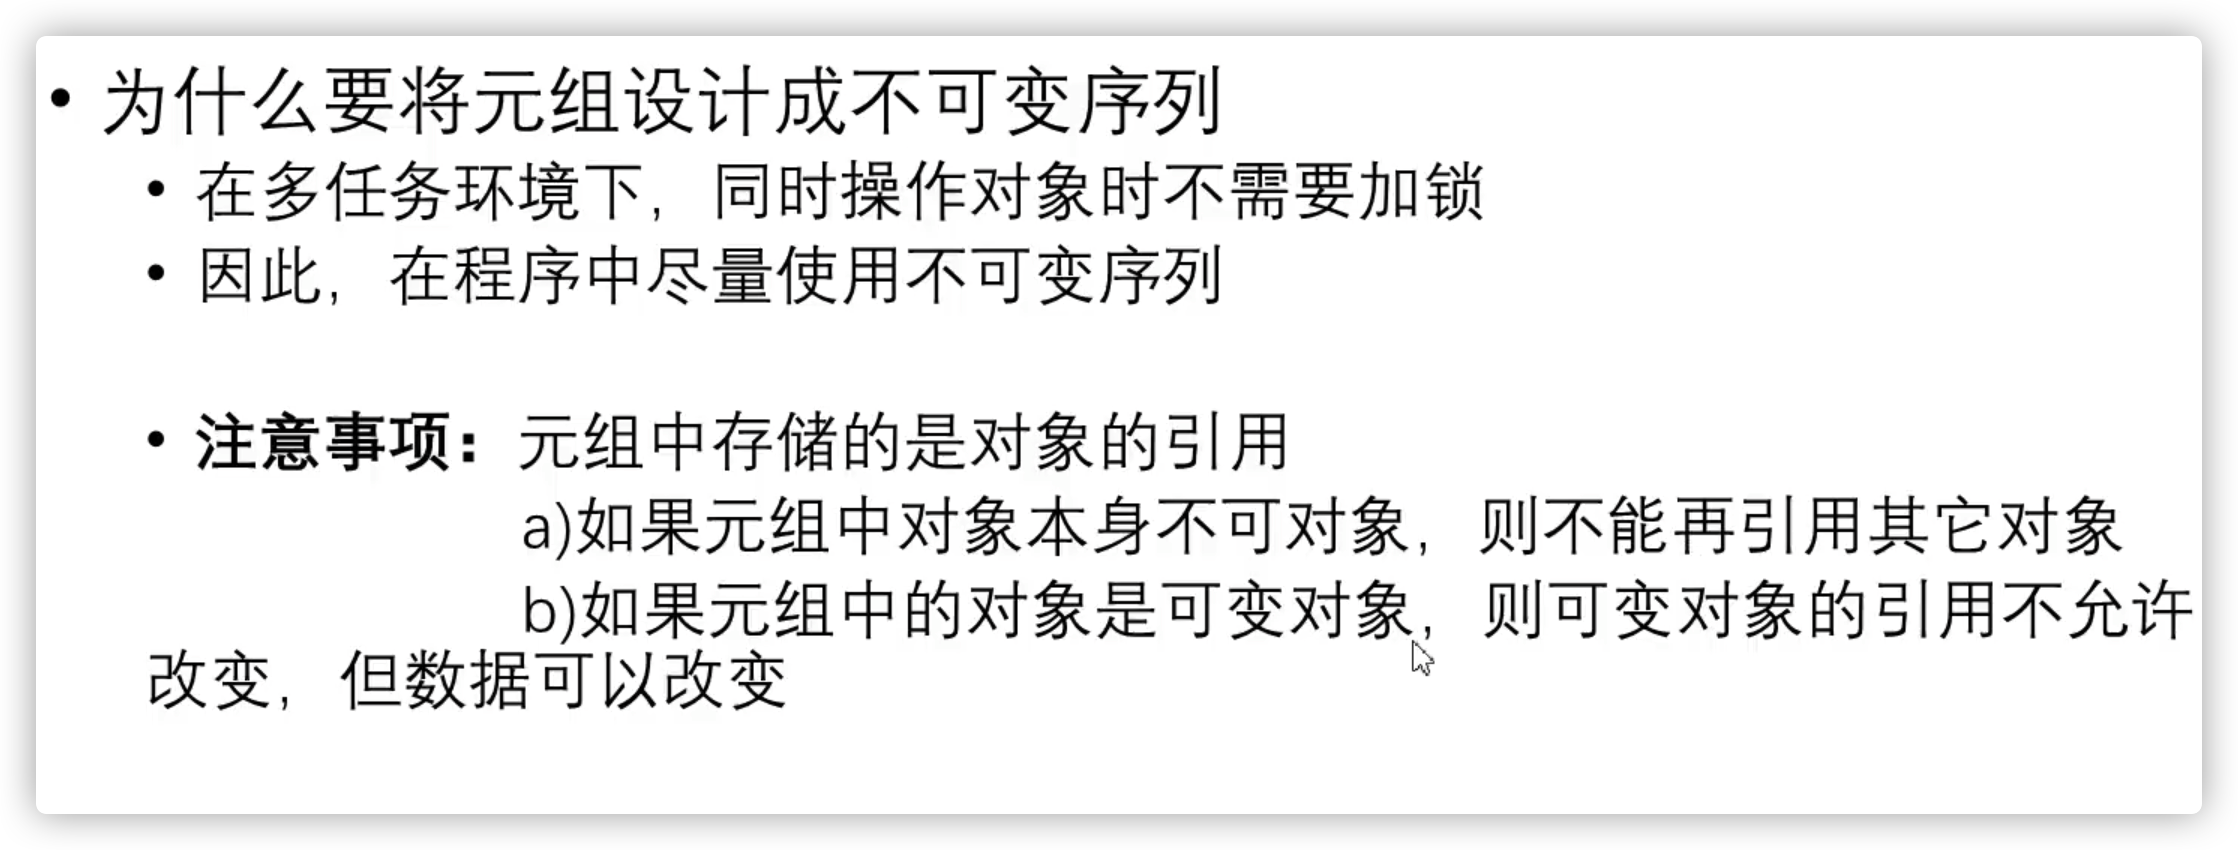 • 为什么要将元组设计成不可变序列
• 在多任务环境下，同时操作对象时不需要加锁
• 因此，在程序中尽量使用不可变序列
• 注意事项：元组中存储的是对象的引用
a)如果元组中对象本身不可对象，则不能再引用其它对象
b)如果元组中的对象是可变对象，则可变对象的引用不允许
改变，但数据可以改变